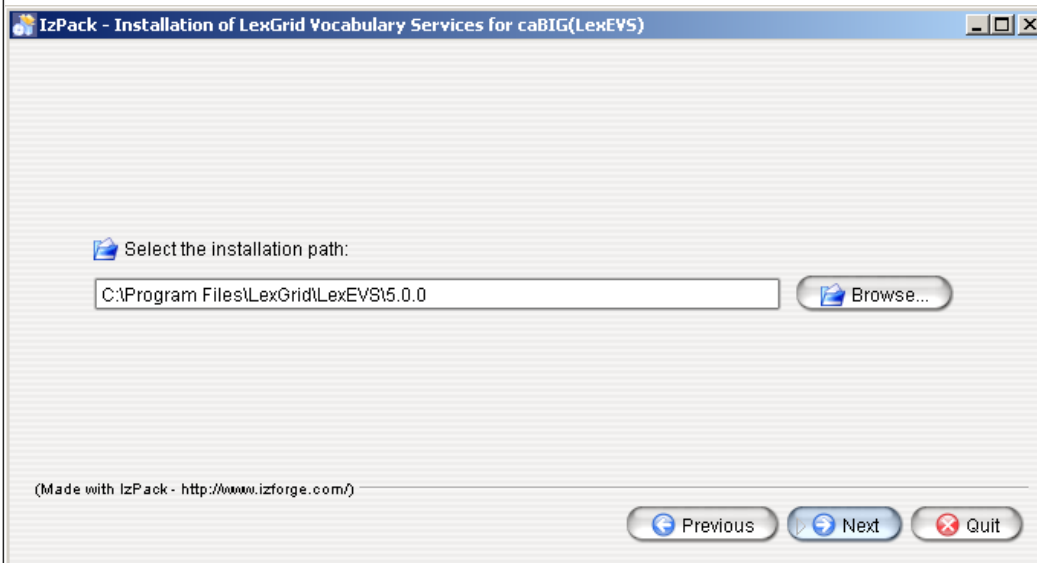 IzPack - Installation of LexGrid Vocabulary Services for caBIG(LexEVS)
Select the installation path:
C:\Program Files\LexGrid\LexEVS\5.0.0
Browse...
(Made with IzPack - http://www.izforge.com/)
Previous
Next
Quit